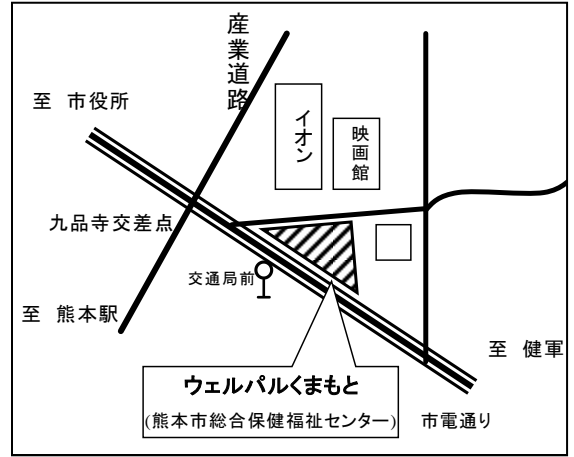 産業道路
至 市役所
イオン
映画館
九品寺交差点
交通局前
至 熊本駅
至 健軍
ウェルパルくまもと
(熊本市総合保健福祉センター)
市電通り